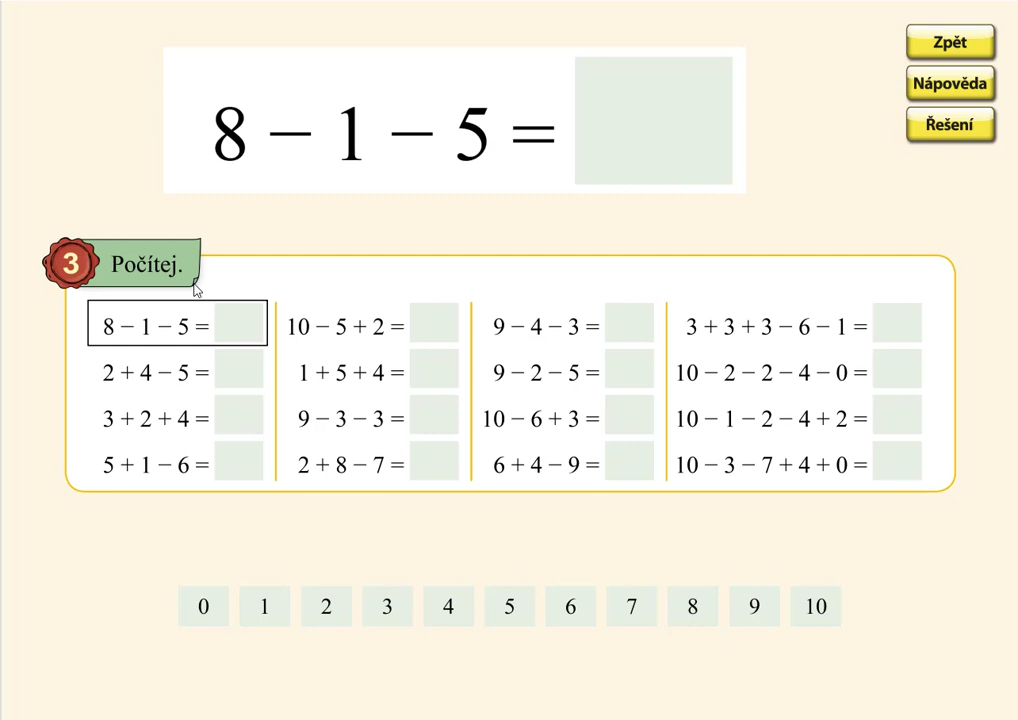 Zpět
Nápověda
Řešení
8 − 1 − 5 =
3 Počítej.
8 − 1 − 5 = 10 − 5 + 2 = 9 − 4 − 3 = 3 + 3 + 3 − 6 − 1 =
2 + 4 − 5 = 1 + 5 + 4 = 9 − 2 − 5 = 10 − 2 − 2 − 4 − 0 =
3 + 2 + 4 = 9 − 3 − 3 = 10 − 6 + 3 = 10 − 1 − 2 − 4 + 2 =
5 + 1 − 6 = 2 + 8 − 7 = 6 + 4 − 9 = 10 − 3 − 7 + 4 + 0 =
0 1 2 3 4 5 6 7 8 9 10